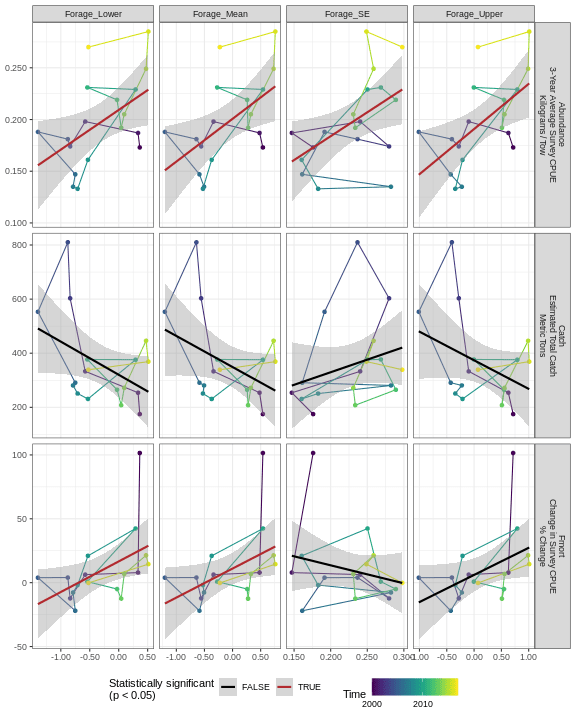 Forage_Lower Forage_Mean Forage_SE Forage_Upper
0.250
0.200
0.150
0.100
Abundance
3-Year Average Survey CPUE
Kilograms/Tow
800
600
400
200
Catch
Estimated Total Catch
Metric Tons
100
50
0
-50
Fmort
Change in Survey CPUE
% Change
-1.00 -0.50 0.00 0.50 -1.00 -0.50 0.00 0.50 0.150 0.200 0.250 0.300 -1.00 -0.50 0.00 0.50 1.00
Statistically significant
(p < 0.05)
FALSE TRUE
Time
2000 2010